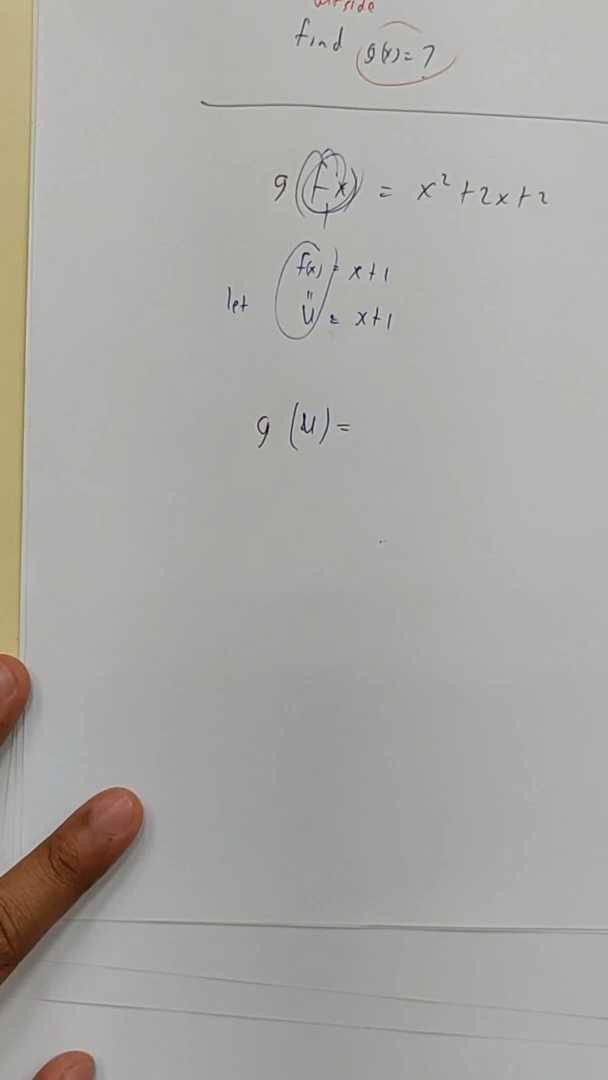 find g(x) = ?
g(f(x)) = x² + 2x + 2
f(x) = x+1
let u = x+1
g (u) =